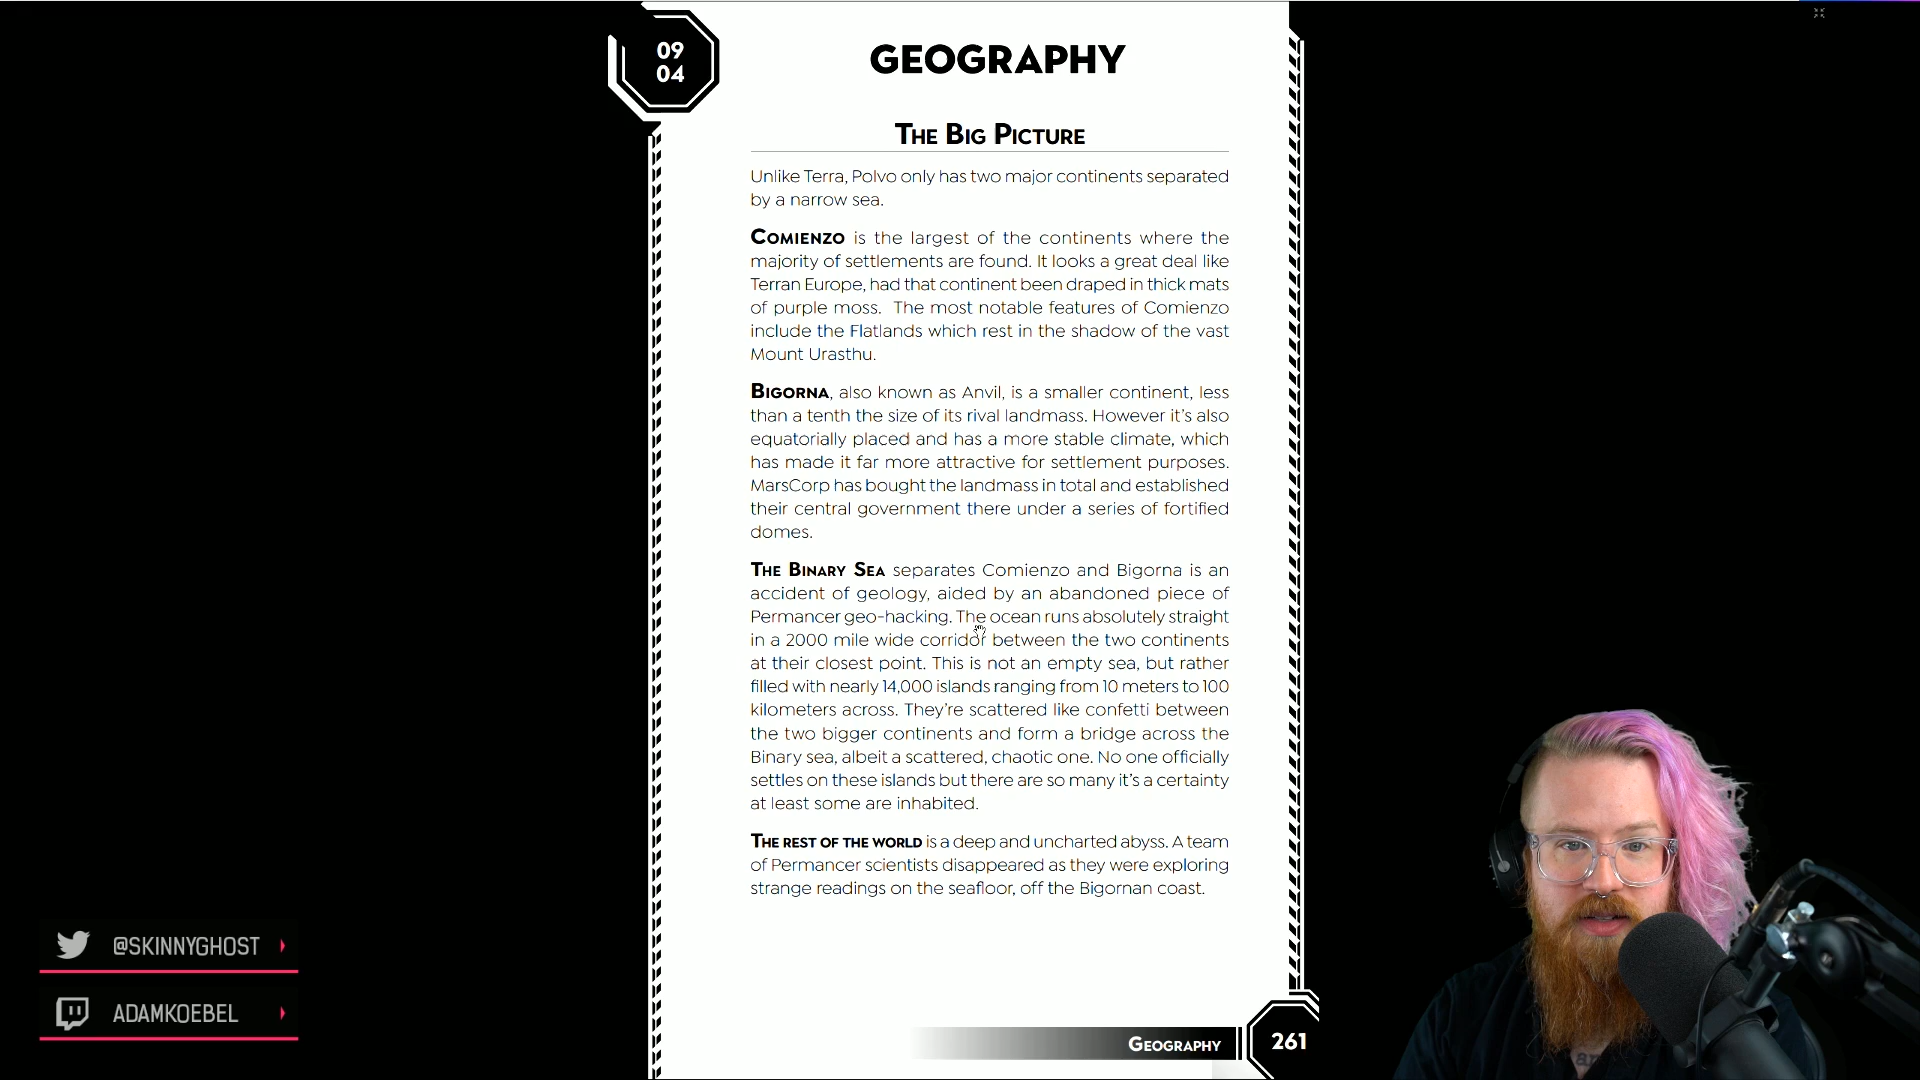 09
04
GEOGRAPHY
The Big Picture
Unlike Terra, Polvo only has two major continents separated
by a narrow sea.
Comienzo is the largest of the continents where the
majority of settlements are found. It looks a great deal like
Terran Europe, had that continent been draped in thick mats
of purple moss. The most notable features of Comienzo
include the Flatlands which rest in the shadow of the vast
Mount Urasthu.
Bigorna, also known as Anvil, is a smaller continent, less
than a tenth the size of its rival landmass. However it's also
equatorially placed and has a more stable climate, which
has made it far more attractive for settlement purposes.
MarsCorp has bought the landmass in total and established
their central government there under a series of fortified
domes.
The Binary Sea separates Comienzo and Bigorna is an
accident of geology, aided by an abandoned piece of
Permancer geo-hacking. The ocean runs absolutely straight
in a 2000 mile wide corridor between the two continents
at their closest point. This is not an empty sea, but rather
filled with nearly 14,000 islands ranging from 10 meters to 100
kilometers across. They're scattered like confetti between
the two bigger continents and form a bridge across the
Binary sea, albeit a scattered, chaotic one. No one officially
settles on these islands but there are so many it's a certainty
at least some are inhabited.
The rest of the world is a deep and uncharted abyss. A team
of Permancer scientists disappeared as they were exploring
strange readings on the seafloor, off the Bigornan coast.
@SKINNYGHOST
ADAMKOEBEL
Geography
261